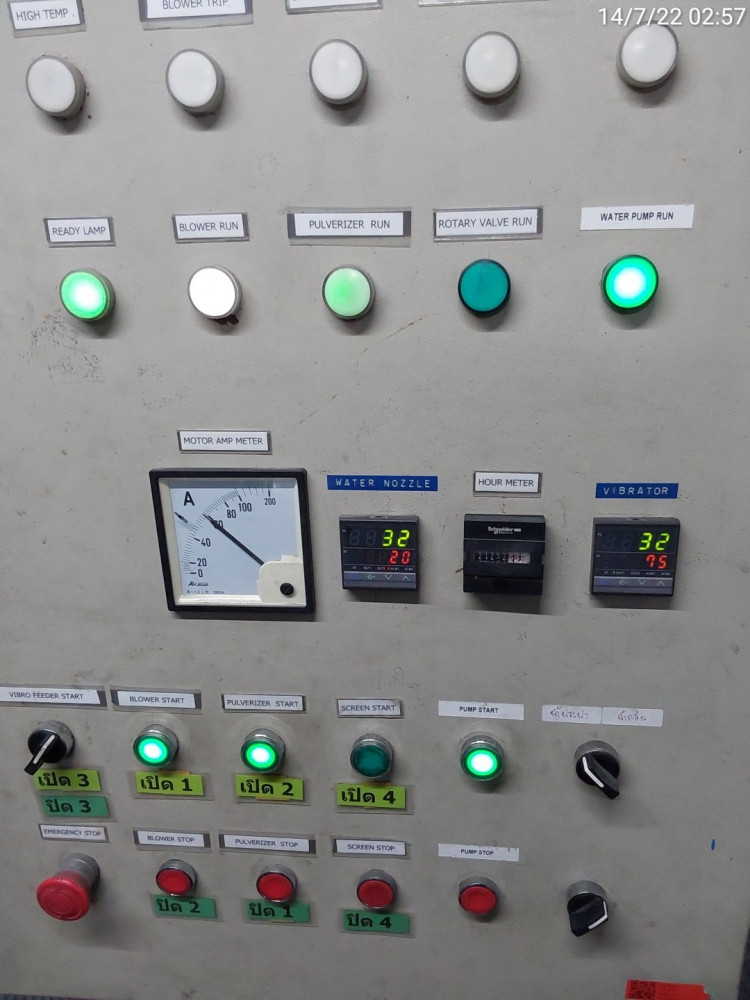 14/7/22 02:57
HIGH TEMP.
BLOWER TRIP.
READY LAMP
BLOWER RUN
PULVERIZER RUN
ROTARY VALVE RUN
WATER PUMP RUN
MOTOR AMP METER
WATER NOZZLE
HOUR METER
VIBRATOR
A
80 100 200
40
20
0
32
20
Schneider
32
75
VIBRO FEEDER START
BLOWER START
PULVERIZER START
SCREEN START
PUMP START
เปิด 3
เปิด 1
เปิด 2
เปิด 4
ปิด 3
EMERGENCY STOP
BLOWER STOP
PULVERIZER STOP
SCREEN STOP
PUMP STOP
ปิด 2
ปิด 1
ปิด 4